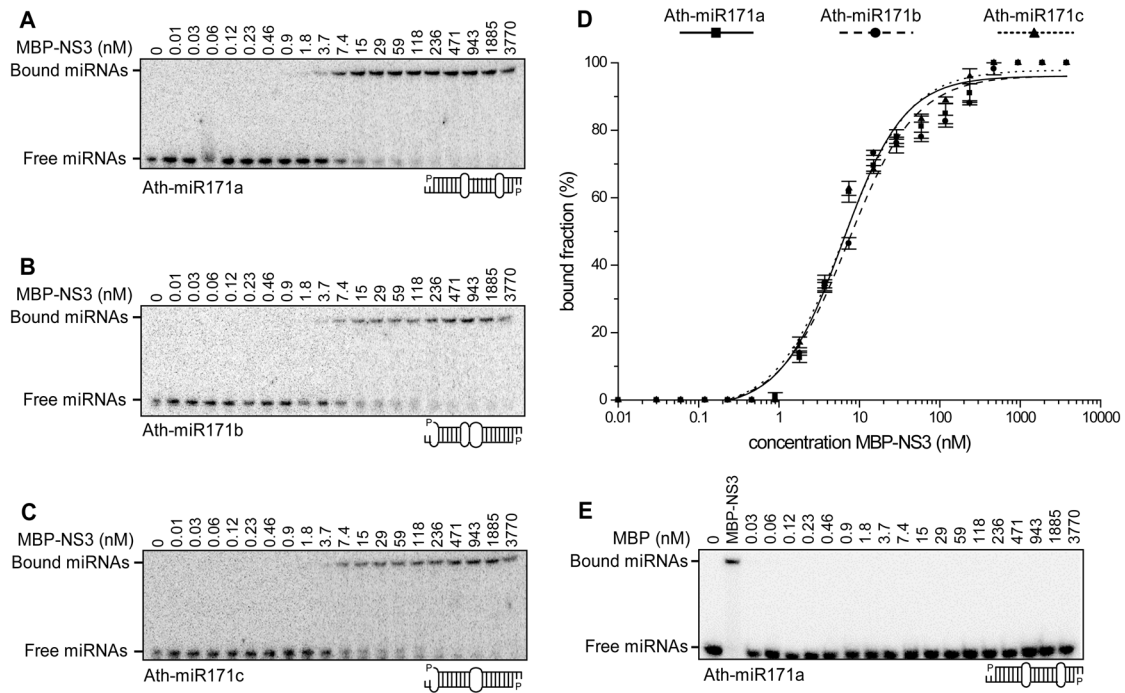 A
MBP-NS3 (nM) 0 0.01 0.03 0.06 0.12 0.23 0.46 0.9 1.8 3.7 7.4 15 29 59 118 236 471 943 1885 3770
Bound miRNAs
Free miRNAs
Ath-miR171a
P
P
B
MBP-NS3 (nM) 0 0.01 0.03 0.06 0.12 0.23 0.46 0.9 1.8 3.7 7.4 15 29 59 118 236 471 943 1885 3770
Bound miRNAs
Free miRNAs
Ath-miR171b
P
P
C
MBP-NS3 (nM) 0 0.01 0.03 0.06 0.12 0.23 0.46 0.9 1.8 3.7 7.4 15 29 59 118 236 471 943 1885 3770
Bound miRNAs
Free miRNAs
Ath-miR171c
P
P
D
Ath-miR171a Ath-miR171b Ath-miR171c
100
80
60
40
20
0
bound fraction (%)
0.01 0.1 1 10 100 1000 10000
concentration MBP-NS3 (nM)
E
MBP (nM) 0 MBP-NS3 0.03 0.06 0.12 0.23 0.46 0.9 1.8 3.7 7.4 15 29 59 118 236 471 943 1885 3770
Bound miRNAs
Free miRNAs
Ath-miR171a
P
P